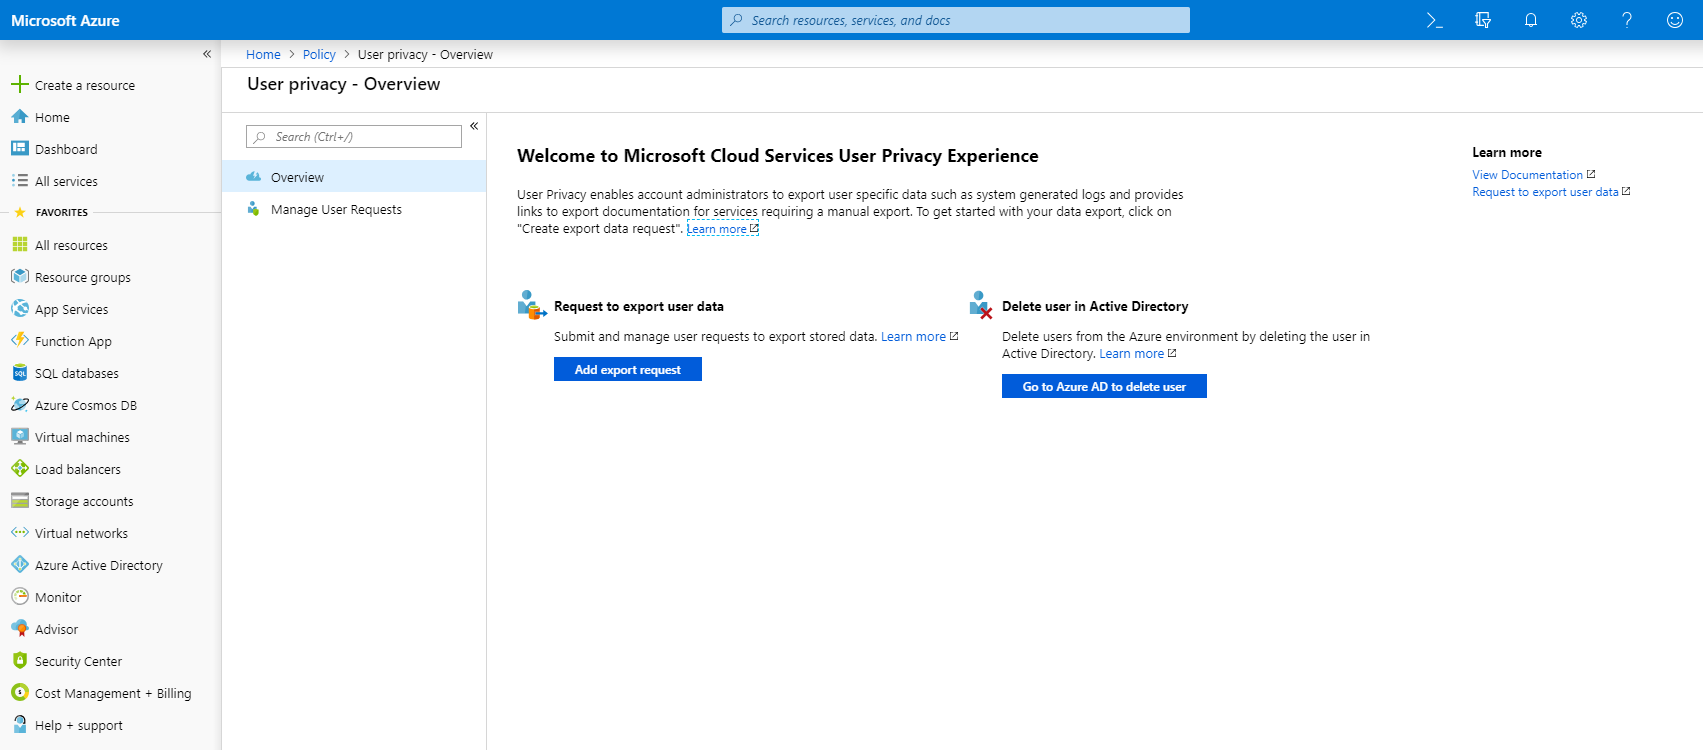 Microsoft Azure
Search resources, services, and docs
Create a resource
Home
Dashboard
All services
FAVORITES
All resources
Resource groups
App Services
Function App
SQL databases
Azure Cosmos DB
Virtual machines
Load balancers
Storage accounts
Virtual networks
Azure Active Directory
Monitor
Advisor
Security Center
Cost Management + Billing
Help + support
Home > Policy > User privacy - Overview
User privacy - Overview
Search (Ctrl+/)
Overview
Manage User Requests
Welcome to Microsoft Cloud Services User Privacy Experience
User Privacy enables account administrators to export user specific data such as system generated logs and provides
links to export documentation for services requiring a manual export. To get started with your data export, click on
"Create export data request". Learn more
Request to export user data
Submit and manage user requests to export stored data. Learn more
Add export request
Delete user in Active Directory
Delete users from the Azure environment by deleting the user in
Active Directory. Learn more
Go to Azure AD to delete user
Learn more
View Documentation
Request to export user data